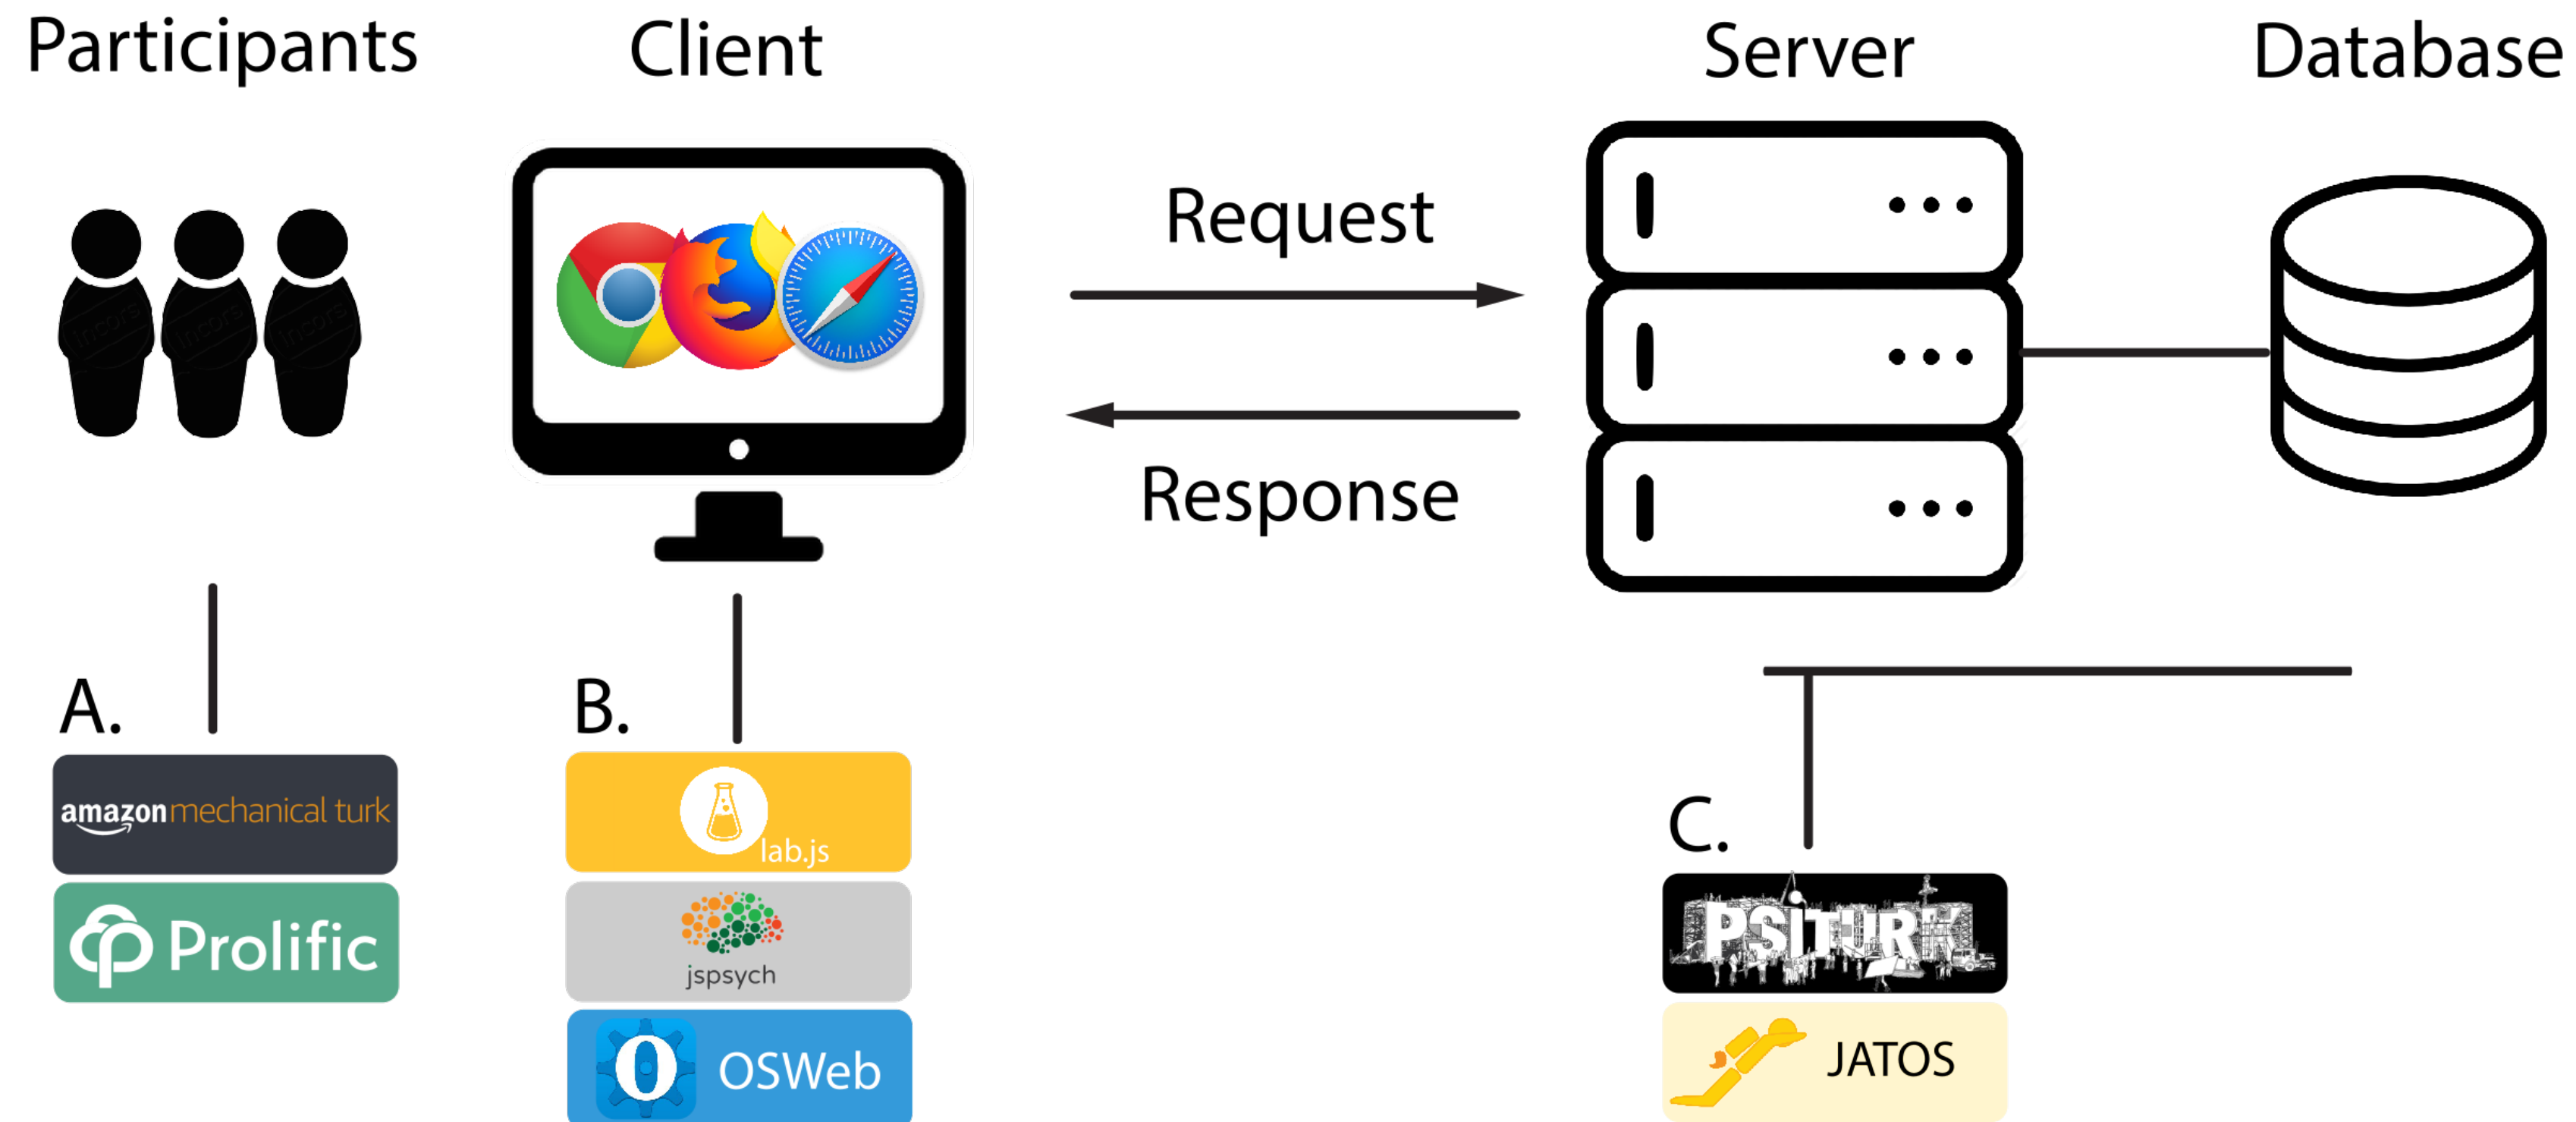 Participants
Client
Server
Database
Request
Response
A.
B.
C.
amazon mechanical turk
Prolific
lab.js
jspsych
OSWeb
PSITURK
JATOS